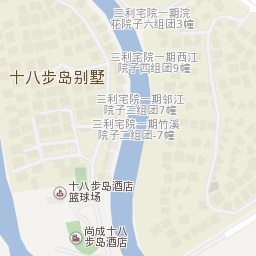 三利宅院一期浣
花院子六组团3幢
三利宅院一期西江
院子四组团9幢
十八步岛别墅
三利宅院一期邻江
院子三组团7幢
三利宅院一期竹溪
院子二组团-7幢
十八步岛酒店
篮球场
尚成十八
步岛酒店